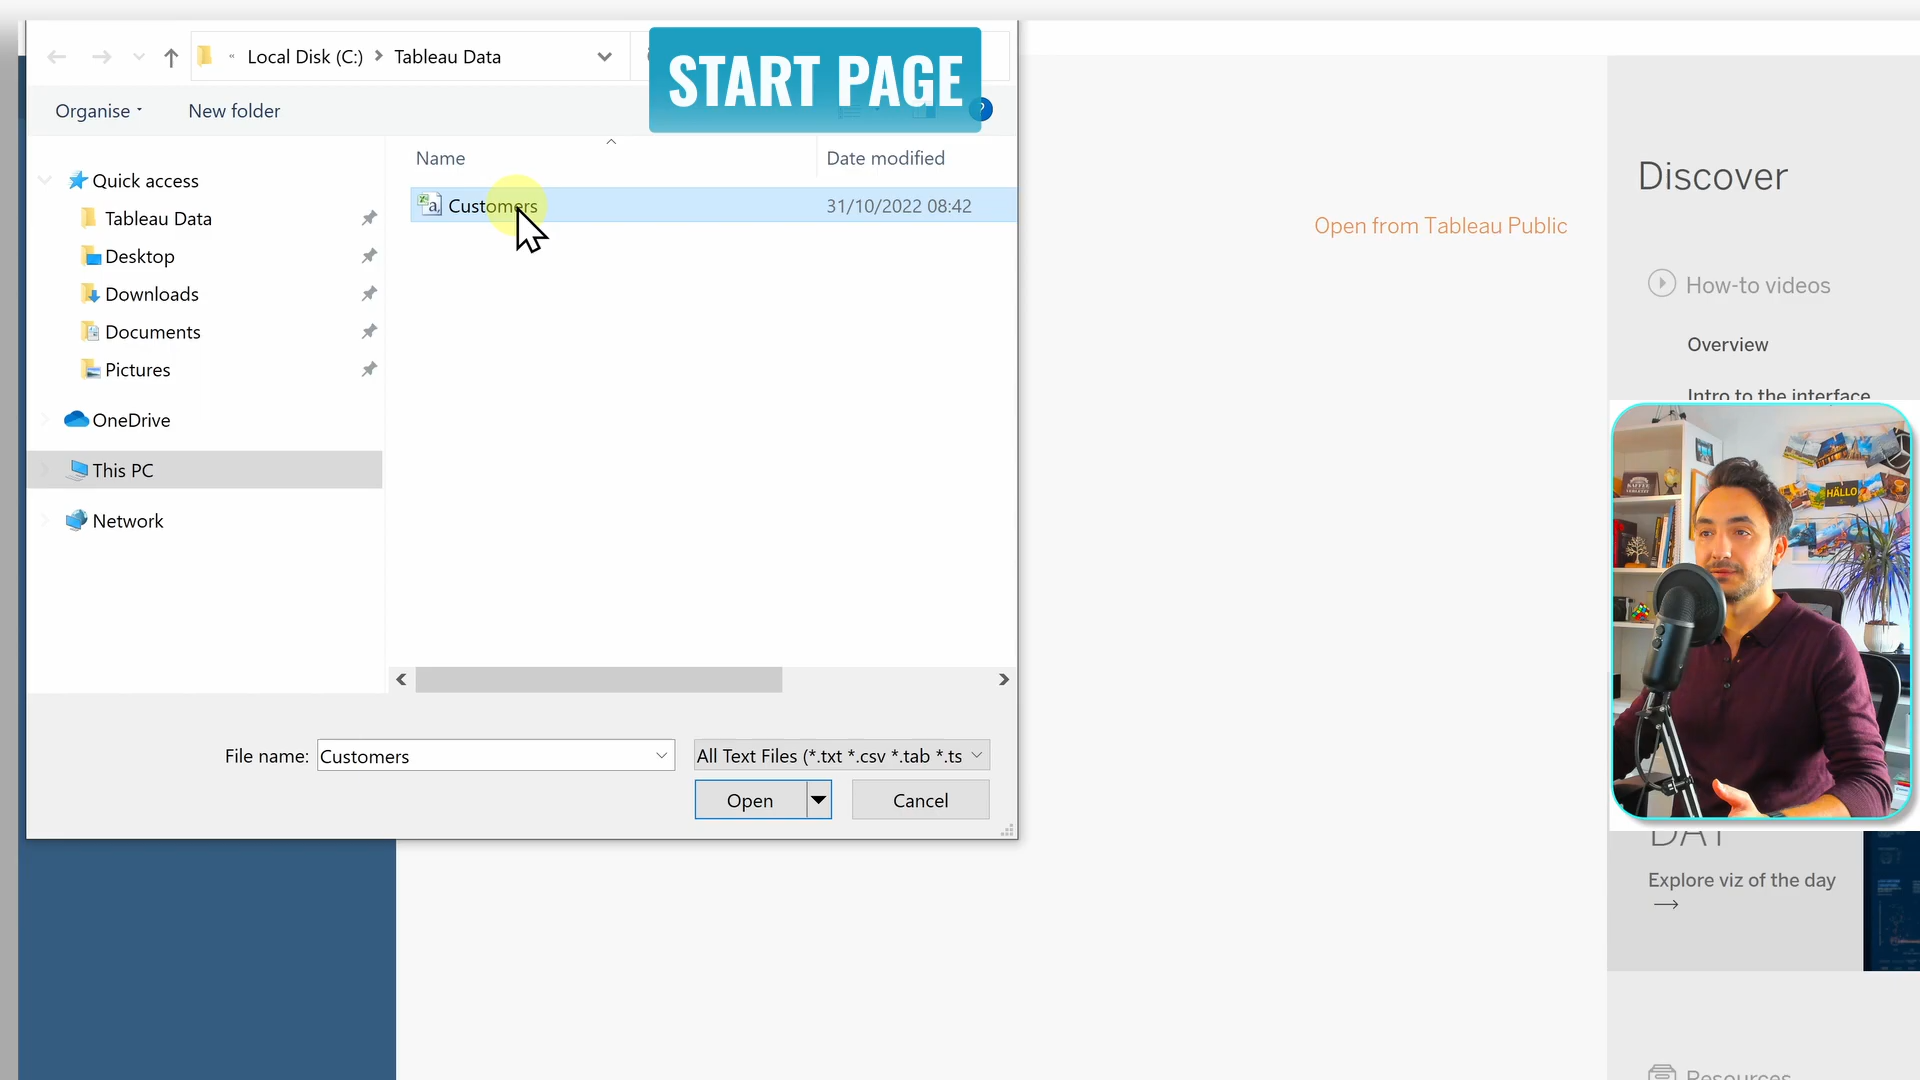 Local Disk (C:) > Tableau Data
START PAGE
Organise
New folder
?
Name
Date modified
Quick access
Customers
31/10/2022 08:42
Tableau Data
Desktop
Downloads
Documents
Pictures
OneDrive
This PC
Network
File name:
Customers
All Text Files (*.txt *.csv *.tab *.ts
Open
Cancel
Open from Tableau Public
Discover
How-to videos
Overview
Intro to the interface
HÄLLO
DAY
Explore viz of the day
→
Resources